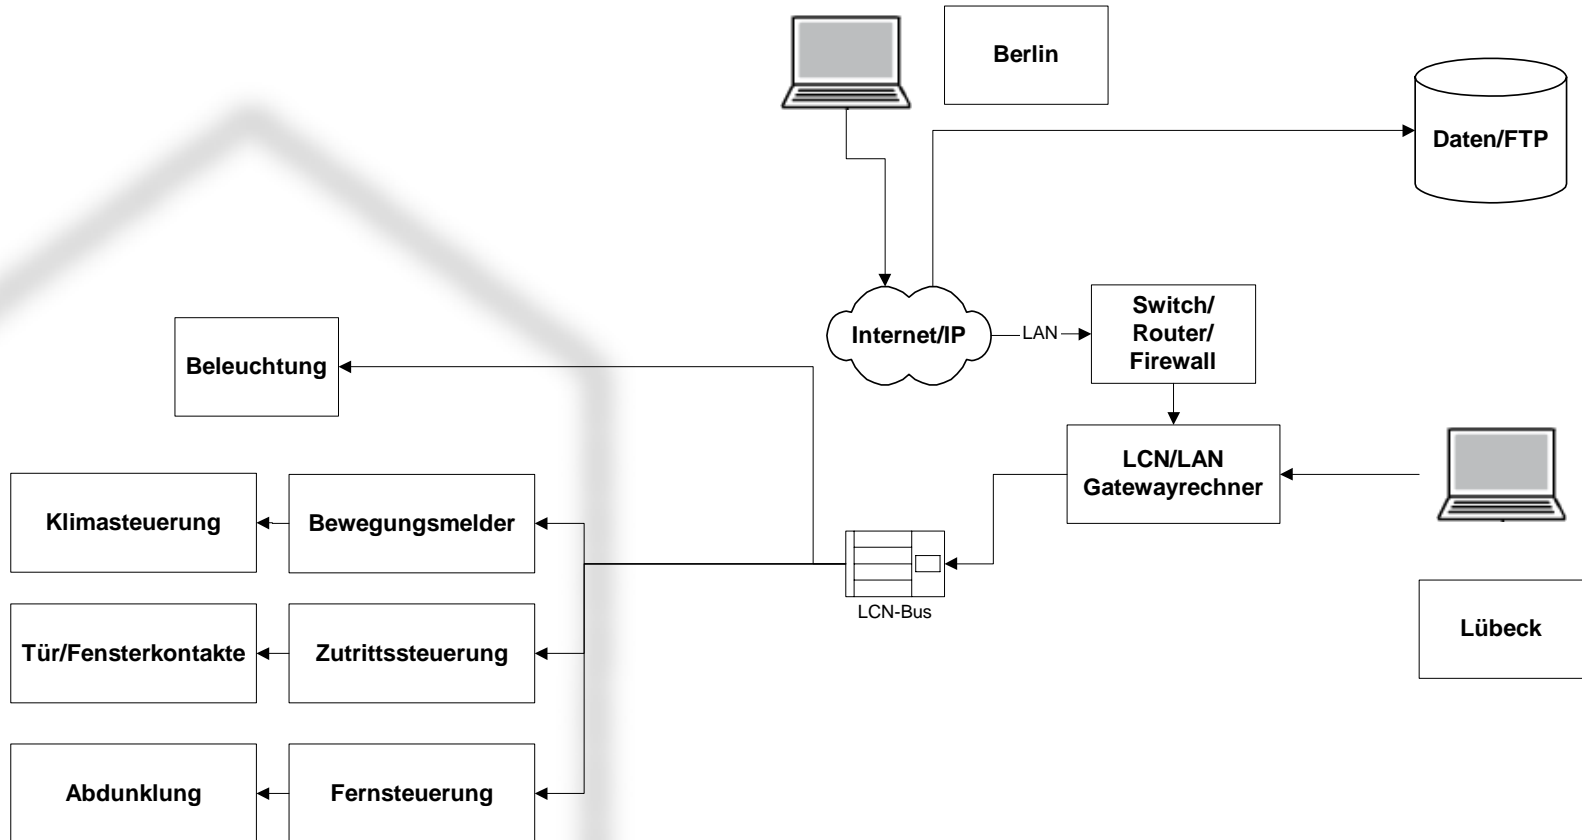 Berlin
Daten/FTP
Internet/IP
LAN
Switch/
Router/
Firewall
Beleuchtung
LCN/LAN
Gatewayrechner
Klimasteuerung
Bewegungsmelder
LCN-Bus
Lübeck
Tür/Fensterkontakte
Zutrittssteuerung
Abdunklung
Fernsteuerung